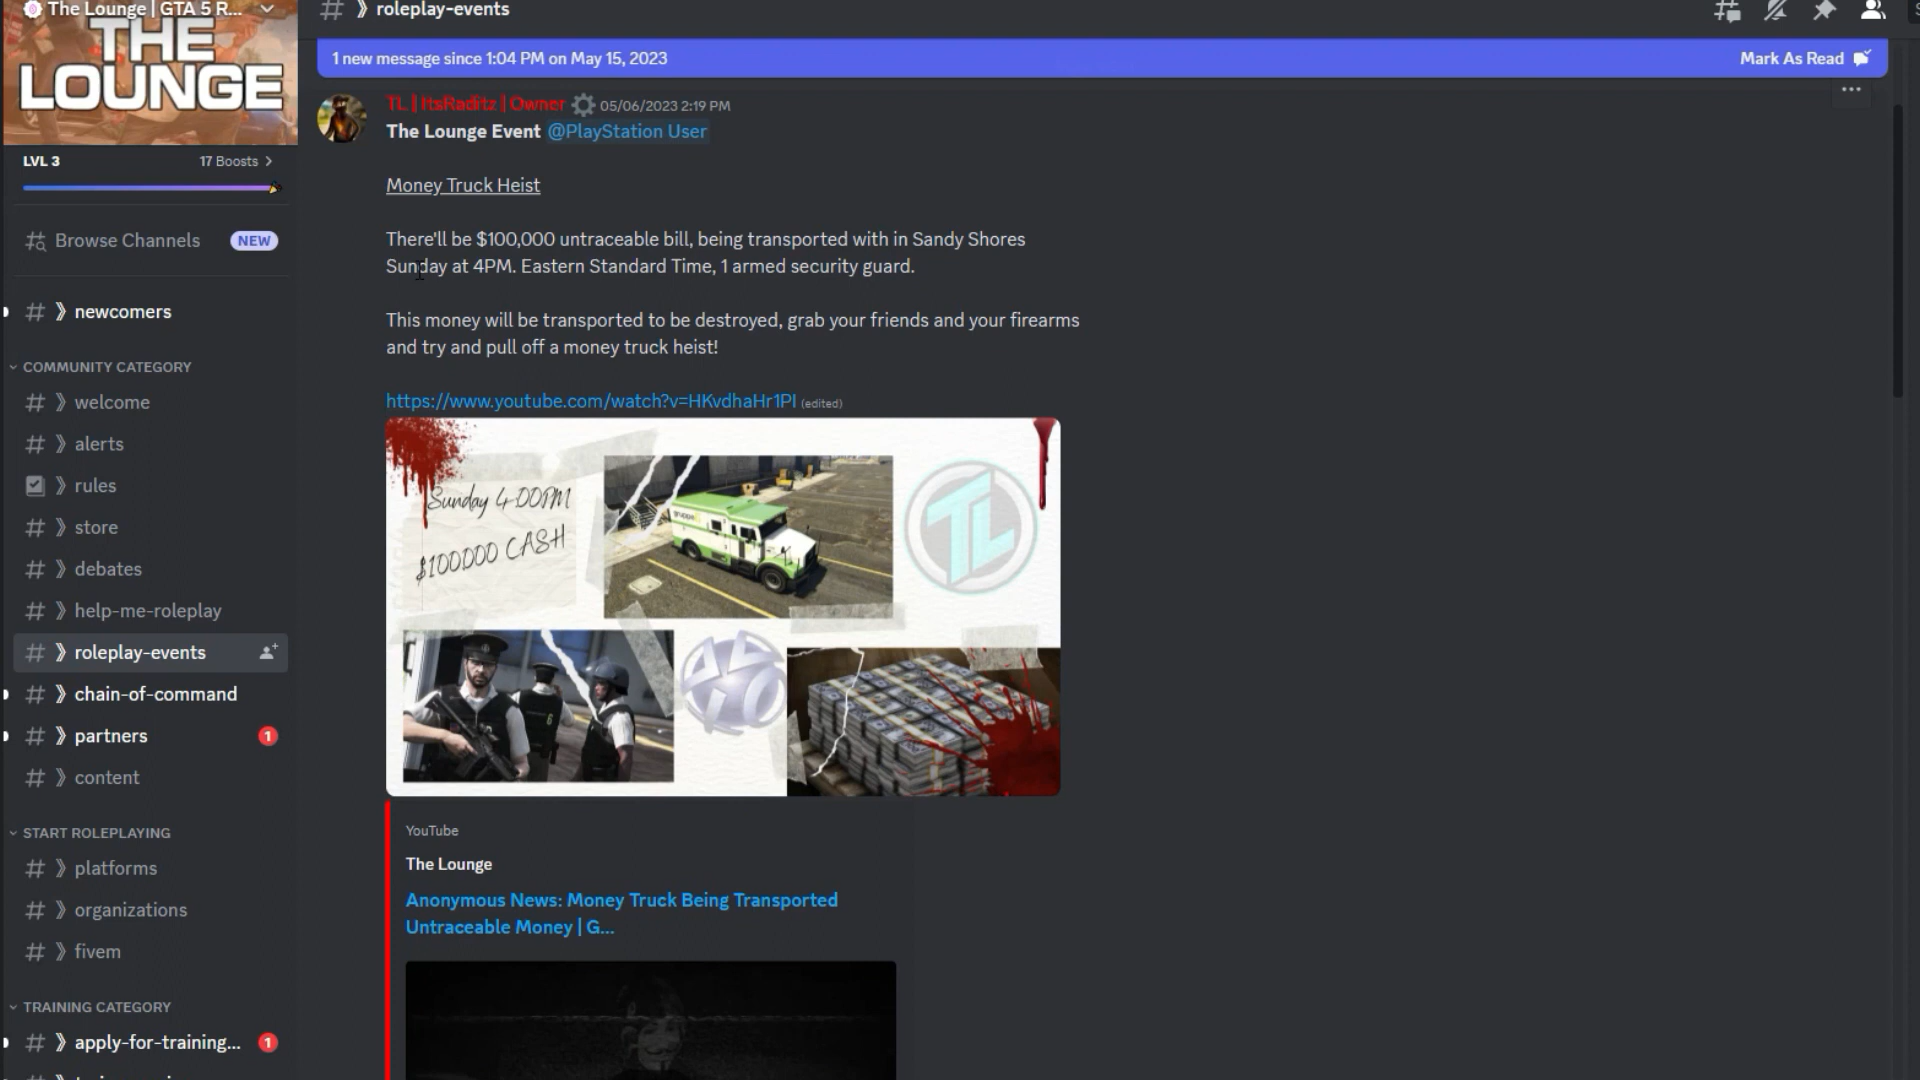 The Lounge | GTA 5 R...
THE
LOUNGE
LVL 3
17 Boosts
Browse Channels
NEW
# 》 newcomers
COMMUNITY CATEGORY
# 》 welcome
# 》 alerts
》 rules
# 》 store
# 》 debates
# 》 help-me-roleplay
# 》 roleplay-events
# 》 chain-of-command
# 》 partners
1
# 》 content
START ROLEPLAYING
# 》 platforms
# 》 organizations
# 》 fivem
TRAINING CATEGORY
# 》 apply-for-training...
1
# 》 roleplay-events
1 new message since 1:04 PM on May 15, 2023
Mark As Read
TL | ItsRaditz | Owner 05/06/2023 2:19 PM
The Lounge Event @PlayStation User
Money Truck Heist
There'll be $100,000 untraceable bill, being transported with in Sandy Shores
Sunday at 4PM. Eastern Standard Time, 1 armed security guard.
This money will be transported to be destroyed, grab your friends and your firearms
and try and pull off a money truck heist!
https://www.youtube.com/watch?v=HKvdhaHr1PI (edited)
Sunday 4:00PM
$100000 CASH
TL
YouTube
The Lounge
Anonymous News: Money Truck Being Transported
Untraceable Money | G...